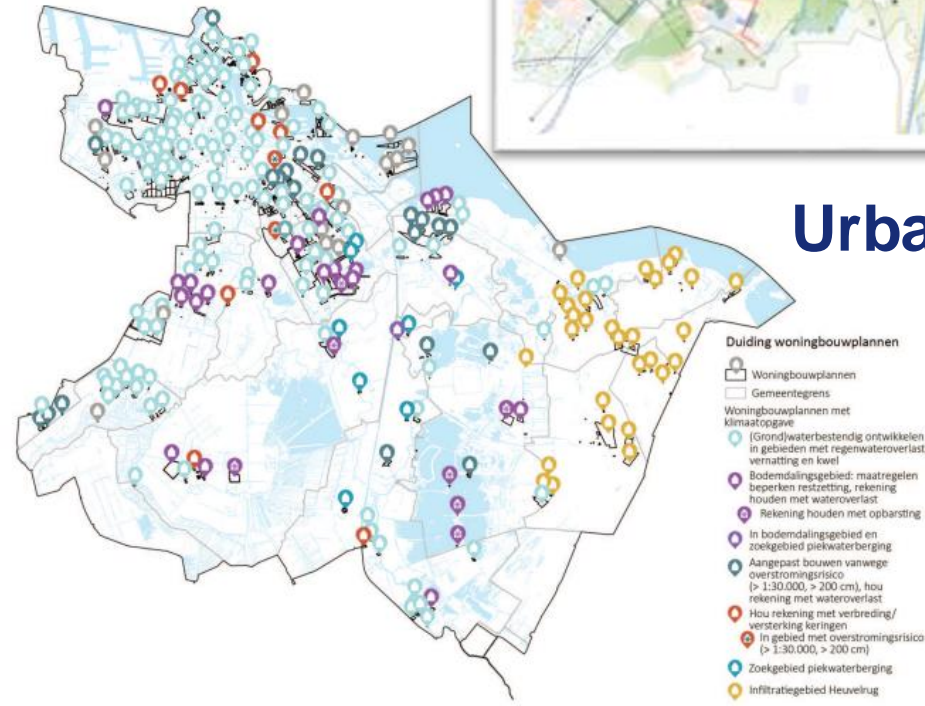 Urba
Duiding woningbouwplannen
Woningbouwplannen
Gemeentegrens
Woningbouwplannen met
klimaatopgave
(Grond)waterbestendig ontwikkelen
in gebieden met regenwateroverlast
vernatting en kwel
Bodemdalingsgebied: maatregelen
beperken restzetting, rekening
houden met wateroverlast
Rekening houden met opbarsting
In bodemdalingsgebied en
zoekgebied piekwaterberging
Aangepast bouwen vanwege
overstromingsrisico
(> 1:30.000, > 200 cm), hou
rekening met wateroverlast
Hou rekening met verbreding/
versterking keringen
In gebied met overstromingsrisico
(> 1:30.000, > 200 cm)
Zoekgebied piekwaterberging
Infiltratiegebied Heuvelrug